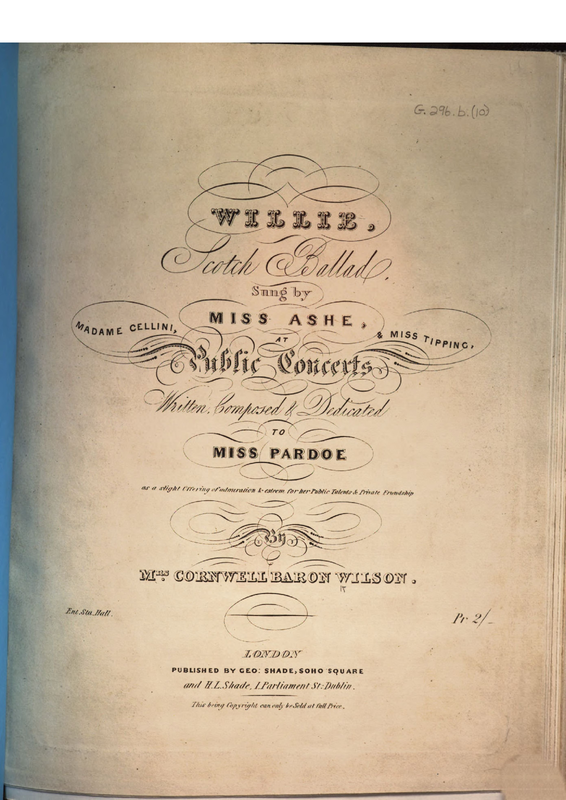 G.296.b.(10)
WILLIE,
Scotch Ballad,
Sung by
MADAME CELLINI, MISS ASHE, & MISS TIPPING,
AT
Public Concerts
Written, Composed & Dedicated
TO
MISS PARDOE
as a slight Offering of admiration & esteem for her Public Talents & Private Friendship
By
Mrs CORNWELL BARON WILSON.
Ent. Sta. Hall. Pr 2/-
LONDON
PUBLISHED BY GEO: SHADE, SOHO SQUARE
and H.L. Shade, 1. Parliament St: Dublin.
This being Copyright can only be Sold at full Price.